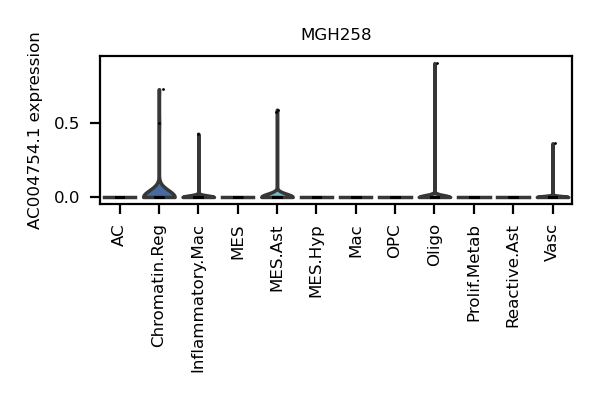 MGH258
AC004754.1 expression
0.5
0.0
AC
Chromatin.Reg
Inflammatory.Mac
MES
MES.Ast
MES.Hyp
Mac
OPC
Oligo
Prolif.Metab
Reactive.Ast
Vasc